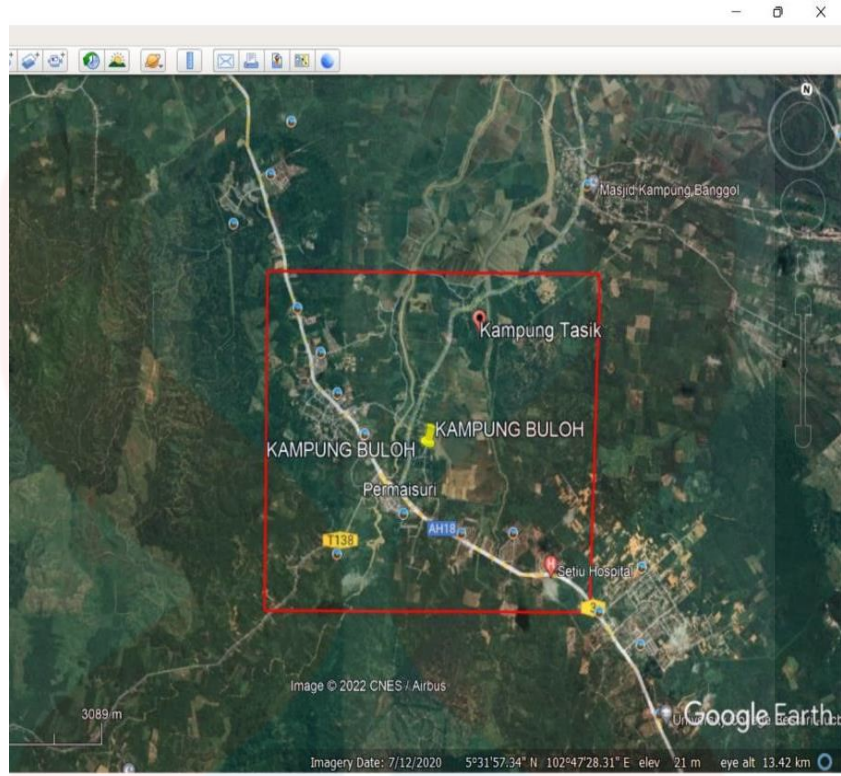 N
Masjid Kampung Banggol
Kampung Tasik
KAMPUNG BULOH
KAMPUNG BULOH
Permaisuri
AH18
T138
H
Setiu Hospital
3
Image © 2022 CNES / Airbus
3089 m
Google Earth
Imagery Date: 7/12/2020 5°31'57.34" N 102°47'28.31" E elev 21 m eye alt 13.42 km